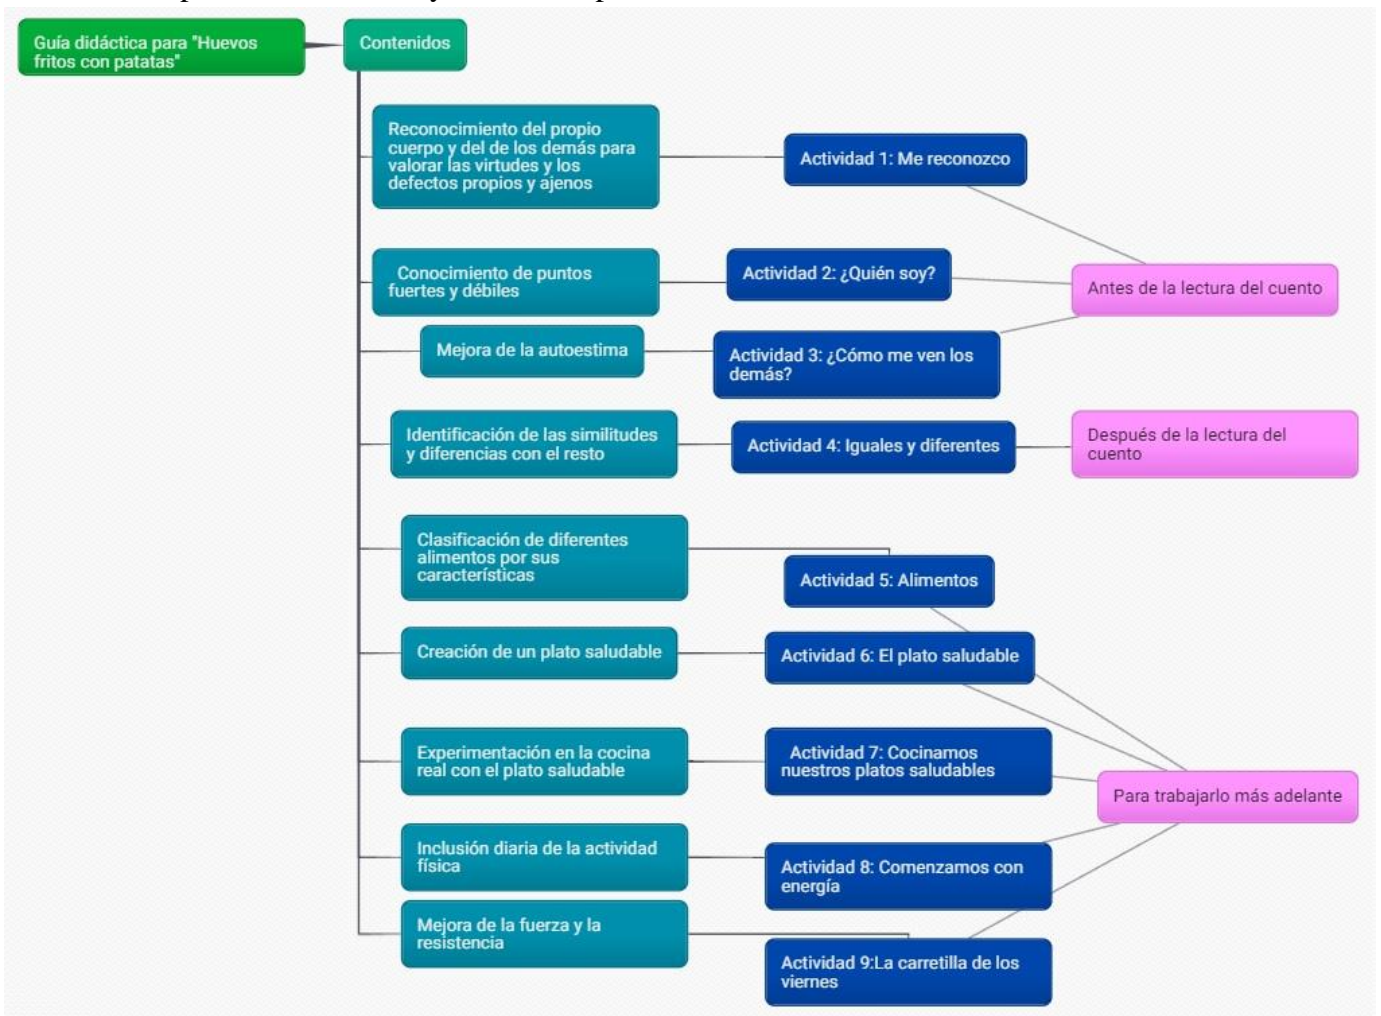 Guía didáctica para "Huevos
fritos con patatas"
Contenidos
Reconocimiento del propio
cuerpo y del de los demás para
valorar las virtudes y los
defectos propios y ajenos
Actividad 1: Me reconozco
Conocimiento de puntos
fuertes y débiles
Actividad 2: ¿Quién soy?
Antes de la lectura del cuento
Mejora de la autoestima
Actividad 3: ¿Cómo me ven los
demás?
Identificación de las similitudes
y diferencias con el resto
Actividad 4: Iguales y diferentes
Después de la lectura del
cuento
Clasificación de diferentes
alimentos por sus
características
Actividad 5: Alimentos
Creación de un plato saludable
Actividad 6: El plato saludable
Experimentación en la cocina
real con el plato saludable
Actividad 7: Cocinamos
nuestros platos saludables
Para trabajarlo más adelante
Inclusión diaria de la actividad
física
Actividad 8: Comenzamos con
energía
Mejora de la fuerza y la
resistencia
Actividad 9:La carretilla de los
viernes